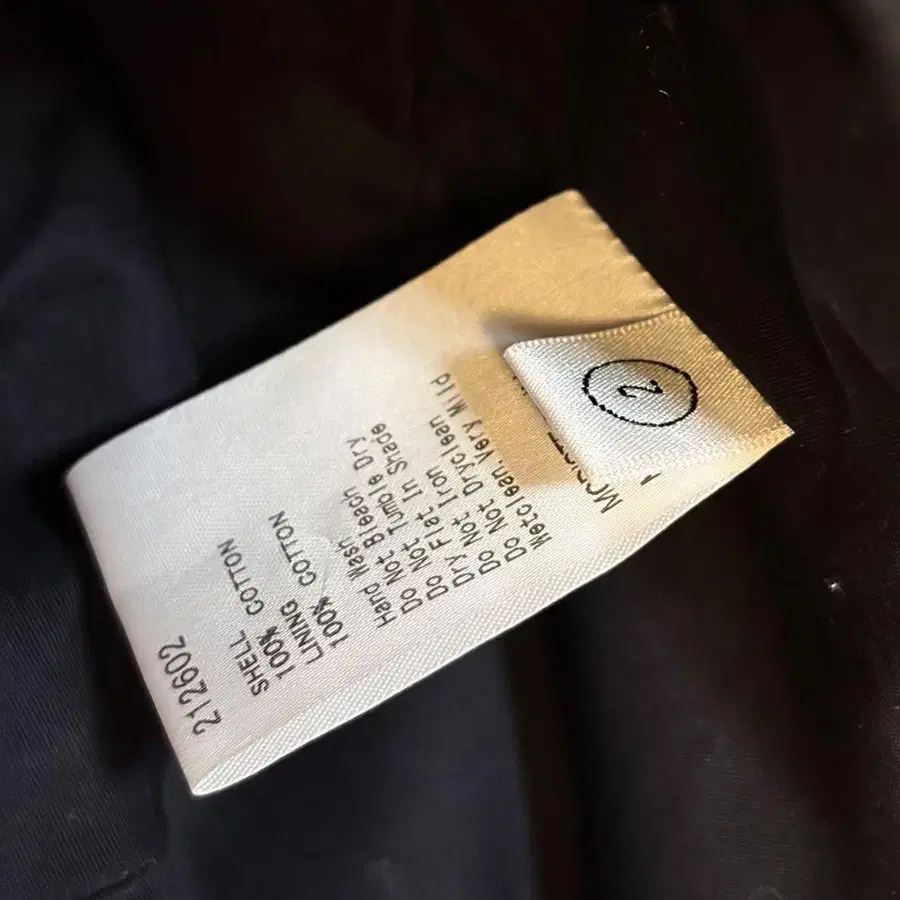 212602
SHELL
100% COTTON
LINING
100% COTTON
Hand Wash
Do Not Bleach
Do Not Tumble Dry
Dry Flat In Shade
Do Not Iron
Do Not Dryclean
Wetclean, Very Mild
2